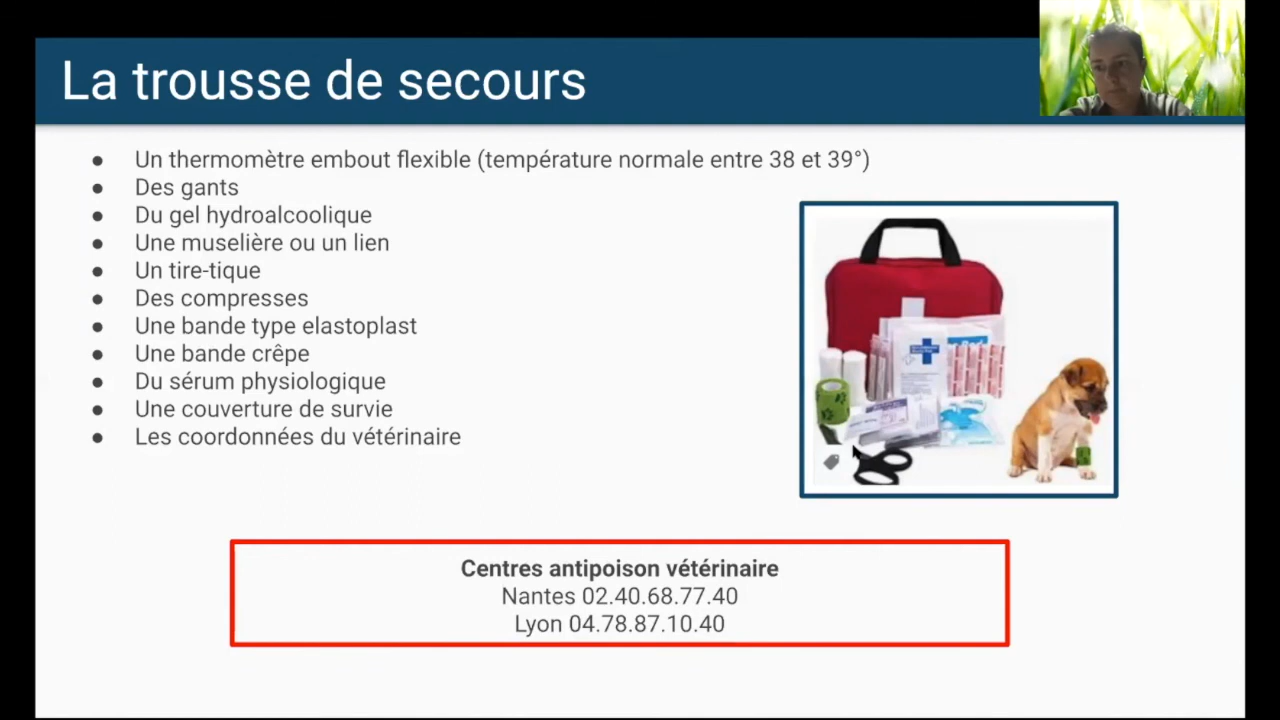 La trousse de secours
● Un thermomètre embout flexible (température normale entre 38 et 39°)
● Des gants
● Du gel hydroalcoolique
● Une muselière ou un lien
● Un tire-tique
● Des compresses
● Une bande type elastoplast
● Une bande crêpe
● Du sérum physiologique
● Une couverture de survie
● Les coordonnées du vétérinaire
Centres antipoison vétérinaire
Nantes 02.40.68.77.40
Lyon 04.78.87.10.40